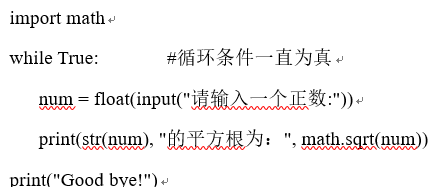 import math
while True: #循环条件一直为真
num = float(input("请输入一个正数:"))
print(str(num), "的平方根为：", math.sqrt(num))
print("Good bye!")